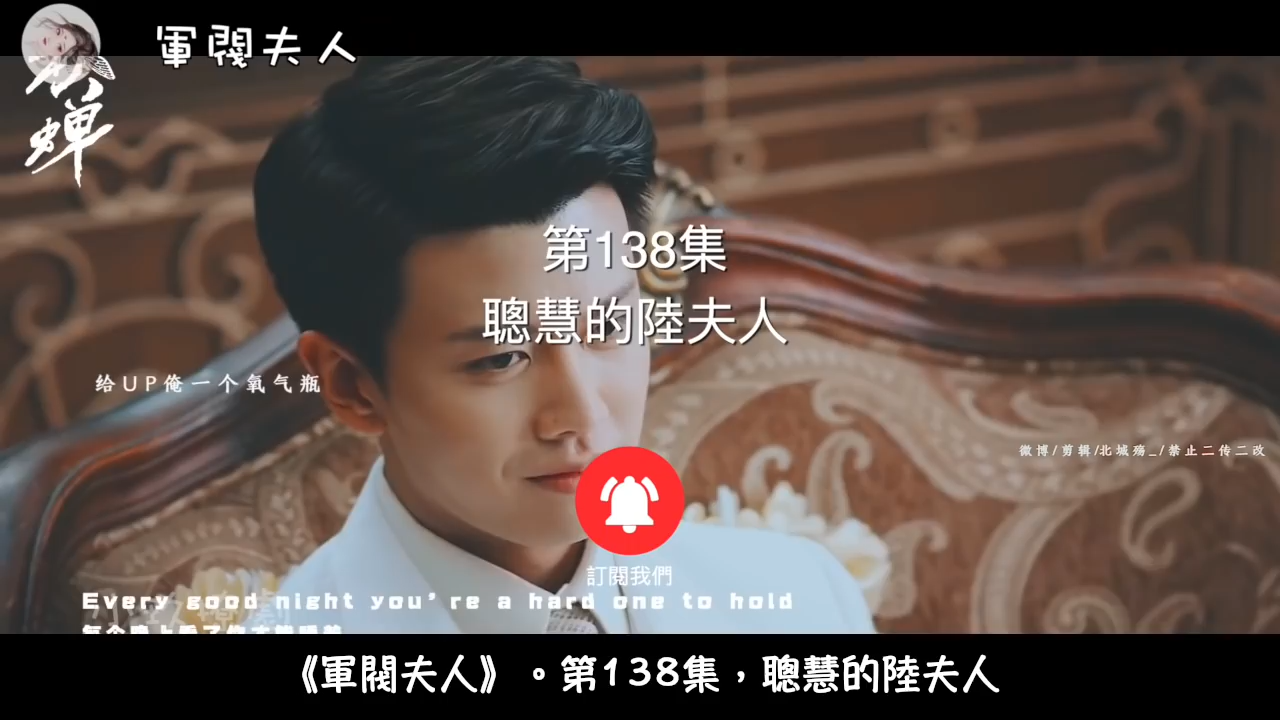 軍閥夫人
蝉
第138集
聰慧的陸夫人
给UP俺一个氧气瓶
微博/剪辑/北城殇_/禁止二传二改
訂閱我們
Every good night you're a hard one to hold
《軍閥夫人》。第138集,聰慧的陸夫人